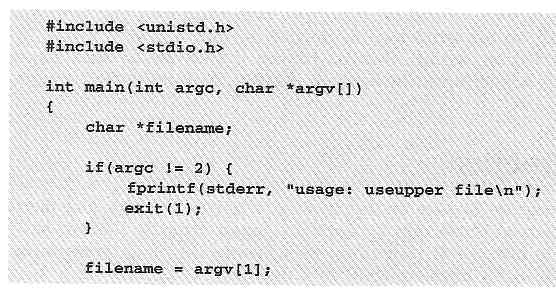 #include <unistd.h>
#include <stdio.h>
int main(int argc, char *argv[])
{
char *filename;
if(argc != 2) {
fprintf(stderr, "usage: useupper file\n");
exit(1);
}
filename = argv[1];